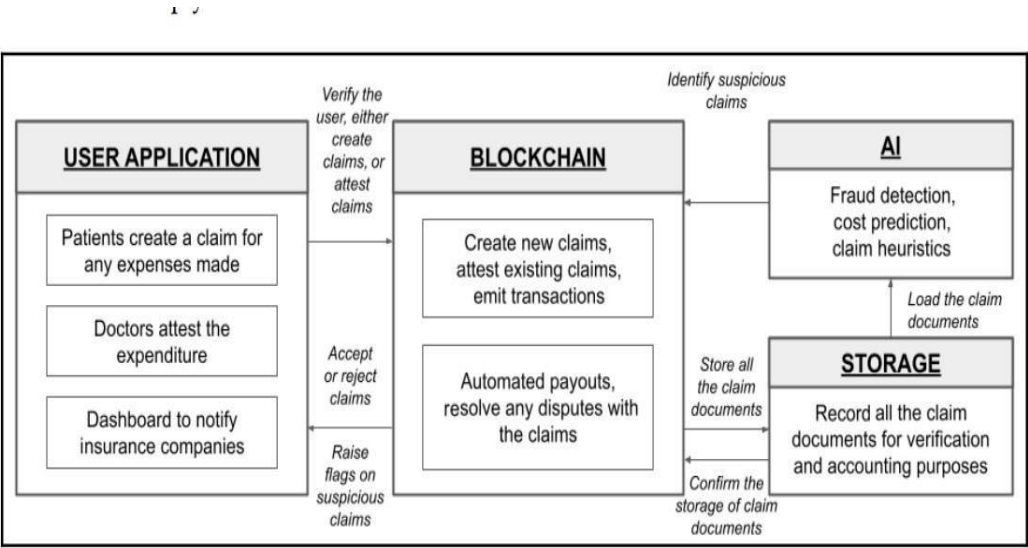 Identify suspicious
claims
Verify the
user, either
create
claims, or
attest
claims
USER APPLICATION
Patients create a claim for
any expenses made
Doctors attest the
expenditure
Dashboard to notify
insurance companies
Accept
or reject
claims
Raise
flags on
suspicious
claims
BLOCKCHAIN
Create new claims,
attest existing claims,
emit transactions
Automated payouts,
resolve any disputes with
the claims
AI
Fraud detection,
cost prediction,
claim heuristics
Load the claim
documents
Store all
the claim
documents
Confirm the
storage of claim
documents
STORAGE
Record all the claim
documents for verification
and accounting purposes